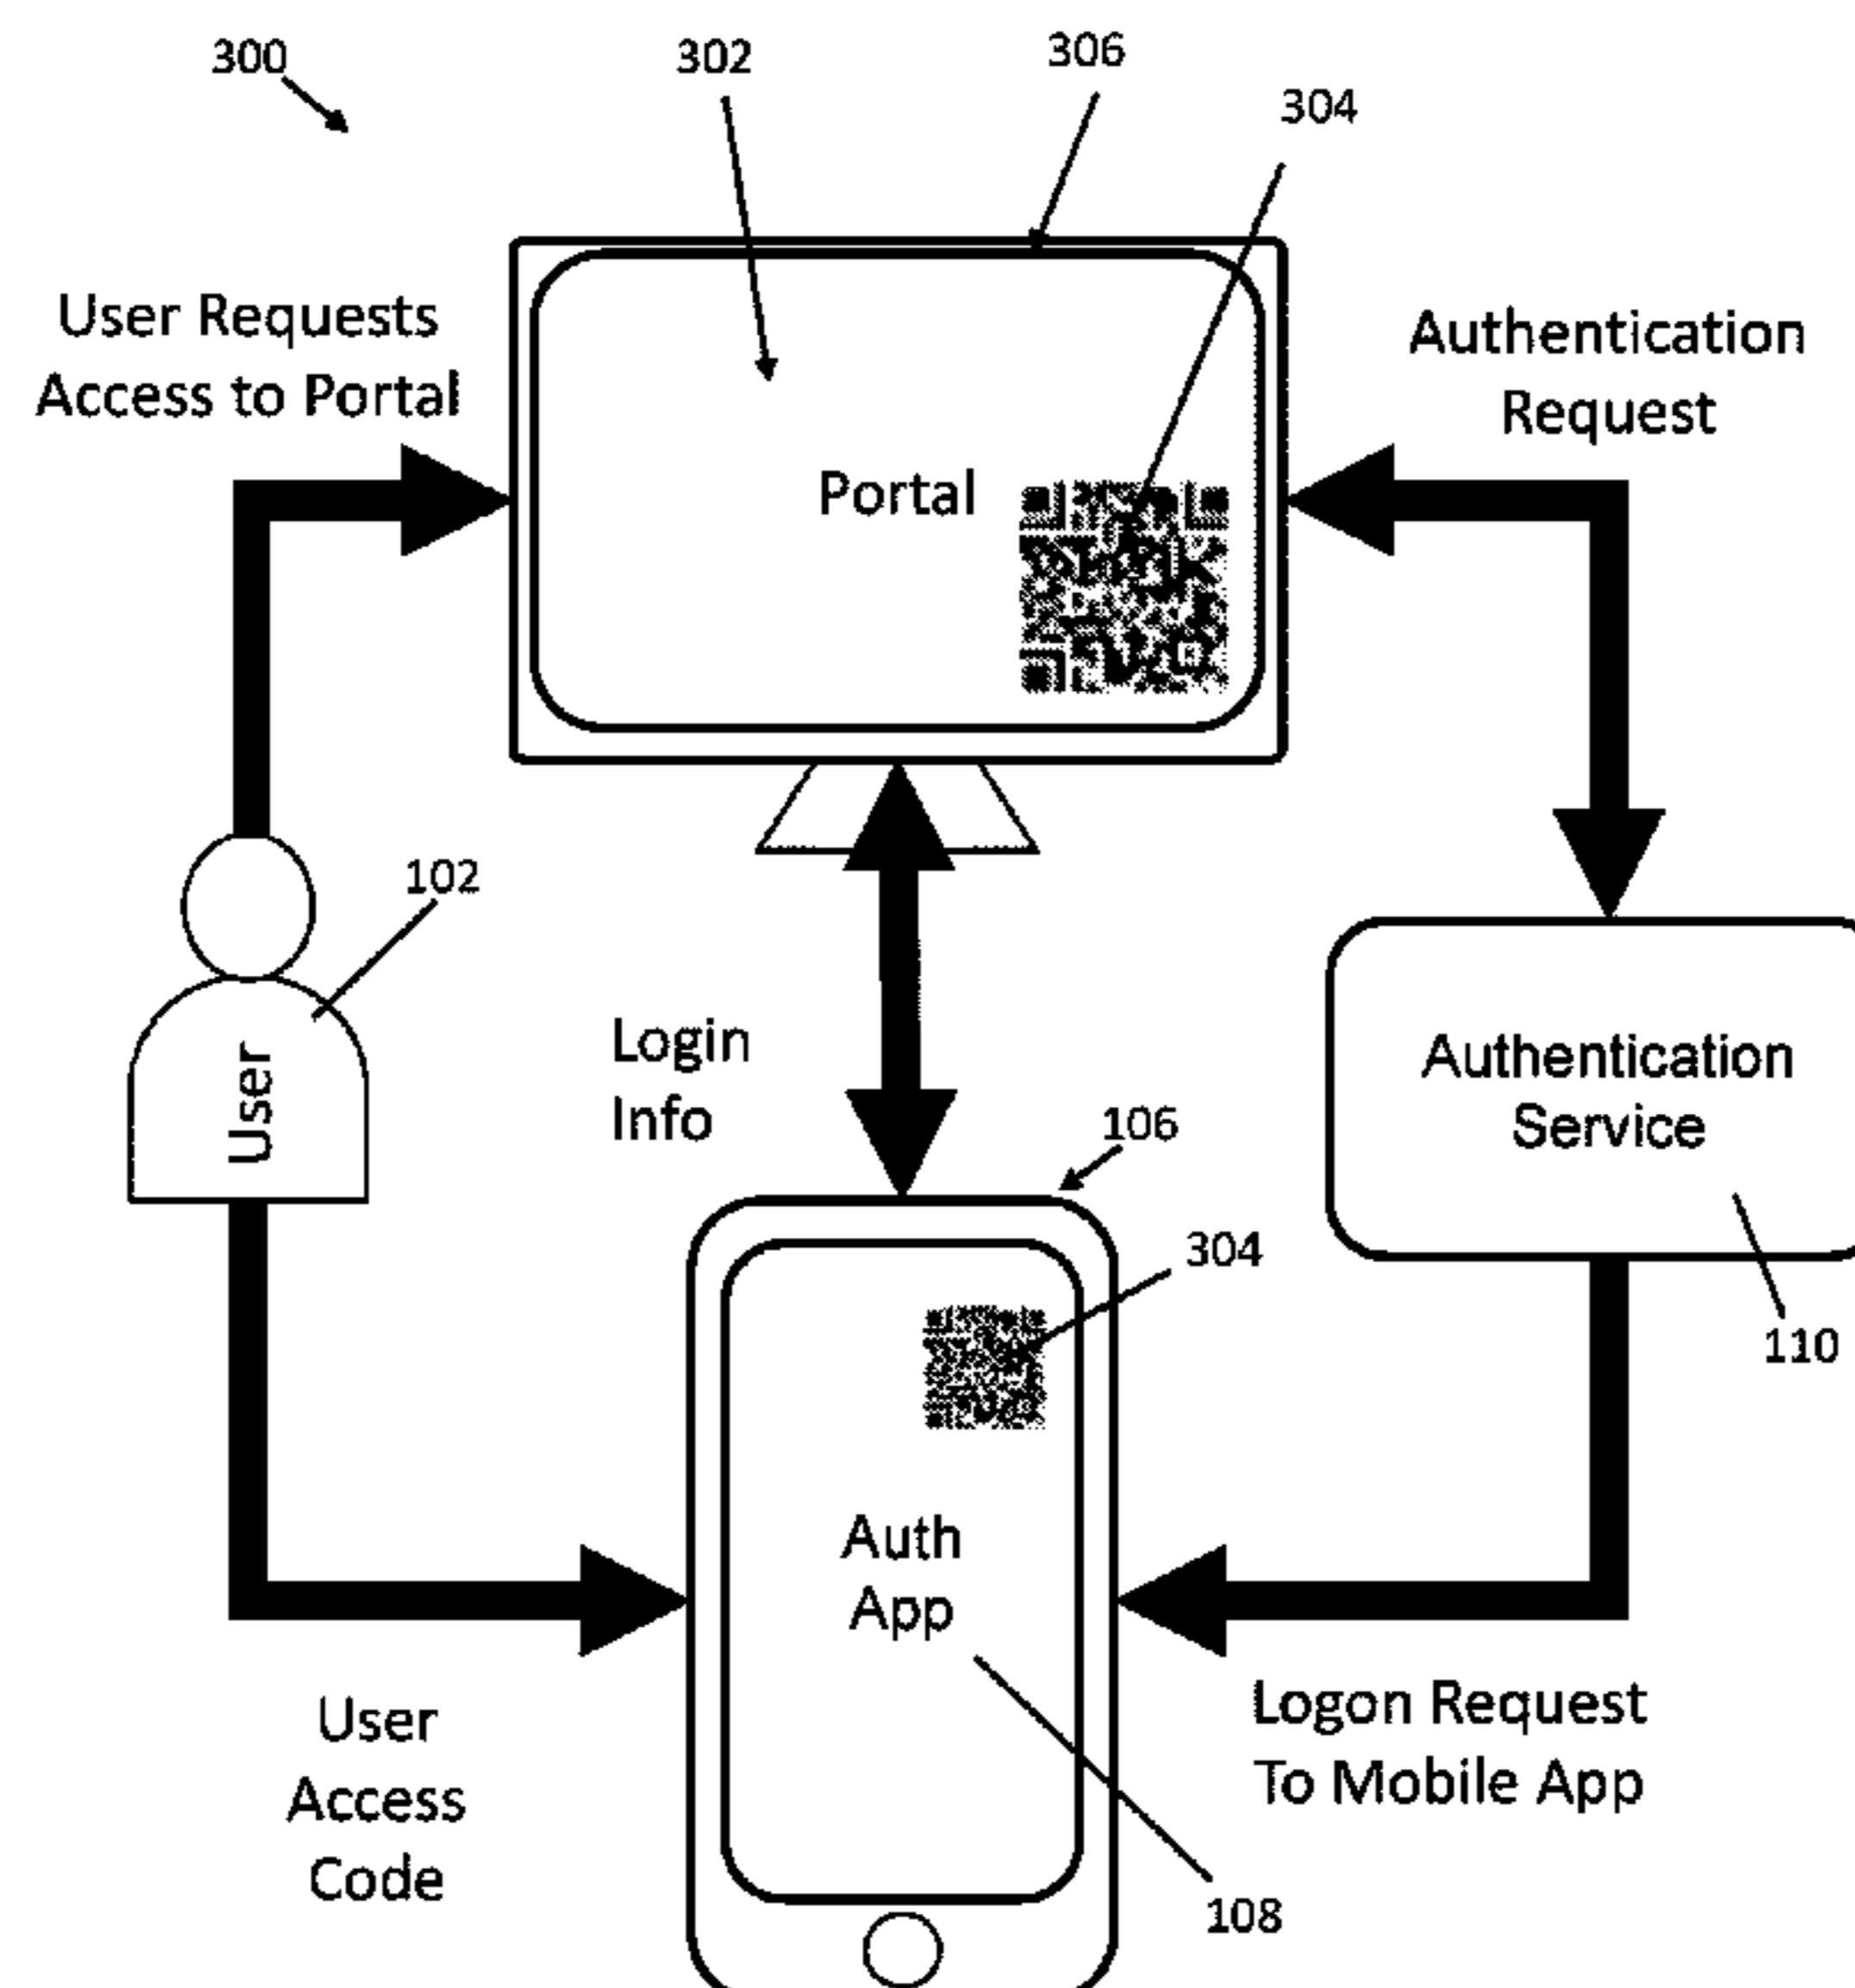 300
302
306
304
User Requests
Access to Portal
Authentication
Request
Portal
102
User
Login
Info
106
Authentication
Service
304
110
Auth
App
User
Access
Code
Logon Request
To Mobile App
108